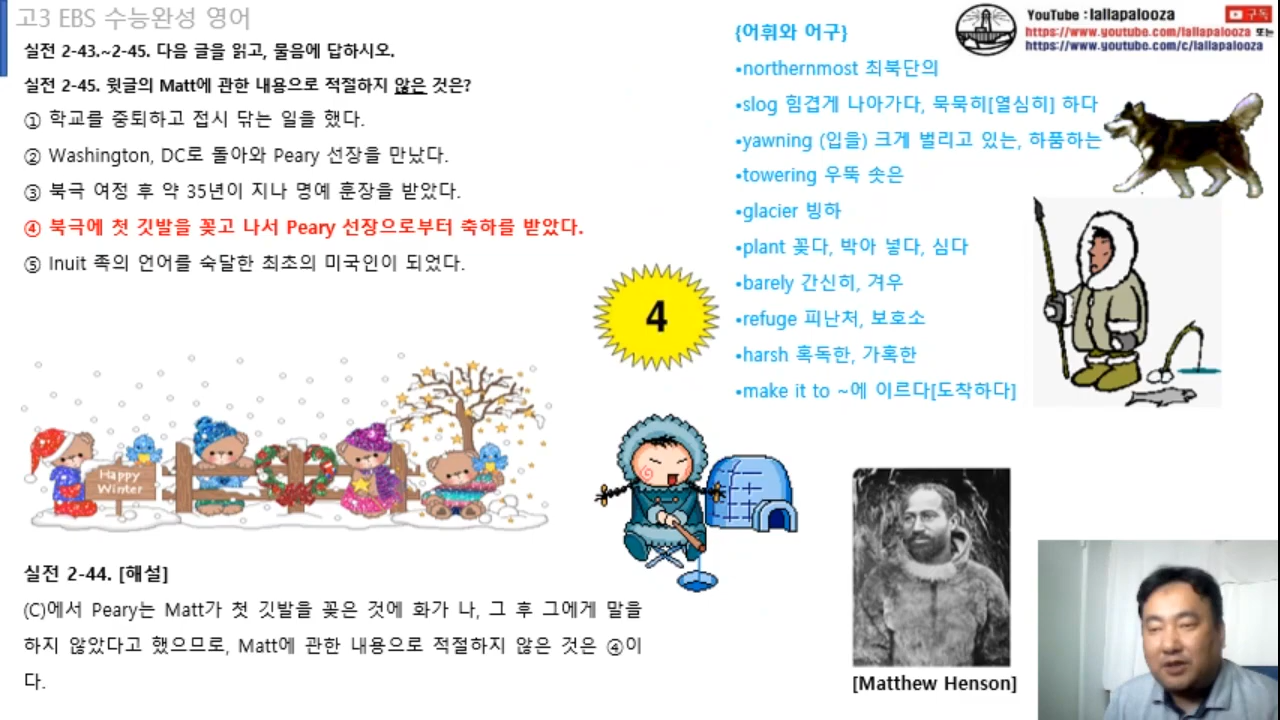 고3 EBS 수능완성 영어
실전 2-43.~2-45. 다음 글을 읽고, 물음에 답하시오.
실전 2-45. 윗글의 Matt에 관한 내용으로 적절하지 않은 것은?
① 학교를 중퇴하고 접시 닦는 일을 했다.
② Washington, DC로 돌아와 Peary 선장을 만났다.
③ 북극 여정 후 약 35년이 지나 명예 훈장을 받았다.
④ 북극에 첫 깃발을 꽂고 나서 Peary 선장으로부터 축하를 받았다.
⑤ Inuit 족의 언어를 숙달한 최초의 미국인이 되었다.
4
Happy
Winter
실전 2-44. [해설]
(C)에서 Peary는 Matt가 첫 깃발을 꽂은 것에 화가 나, 그 후 그에게 말을
하지 않았다고 했으므로, Matt에 관한 내용으로 적절하지 않은 것은 ④이
다.
{어휘와 어구}
•northernmost 최북단의
•slog 힘겹게 나아가다, 묵묵히[열심히] 하다
•yawning (입을) 크게 벌리고 있는, 하품하는
•towering 우뚝 솟은
•glacier 빙하
•plant 꽂다, 박아 넣다, 심다
•barely 간신히, 겨우
•refuge 피난처, 보호소
•harsh 혹독한, 가혹한
•make it to ~에 이르다[도착하다]
YouTube : lallapalooza
구독
https://www.youtube.com/lallapalooza 또는
https://www.youtube.com/c/lallapalooza
[Matthew Henson]